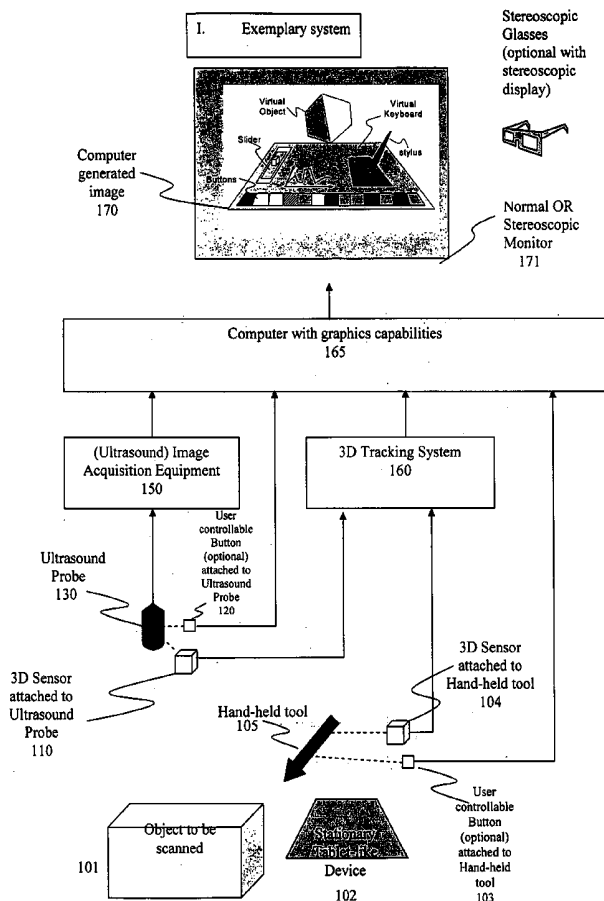 I. Exemplary system
Stereoscopic
Glasses
(optional with
stereoscopic
display)
Virtual
Object
Virtual
Keyboard
Slider
stylus
Buttons
Computer
generated
image
170
Normal OR
Stereoscopic
Monitor
171
Computer with graphics capabilities
165
(Ultrasound) Image
Acquisition Equipment
150
3D Tracking System
160
User
controllable
Button
(optional)
attached to
Ultrasound
Probe
120
Ultrasound
Probe
130
3D Sensor
attached to
Ultrasound
Probe
110
3D Sensor
attached to
Hand-held tool
104
Hand-held tool
105
Object to be
scanned
101
Stationary
Tablet-like
Device
102
User
controllable
Button
(optional)
attached to
Hand-held
tool
103